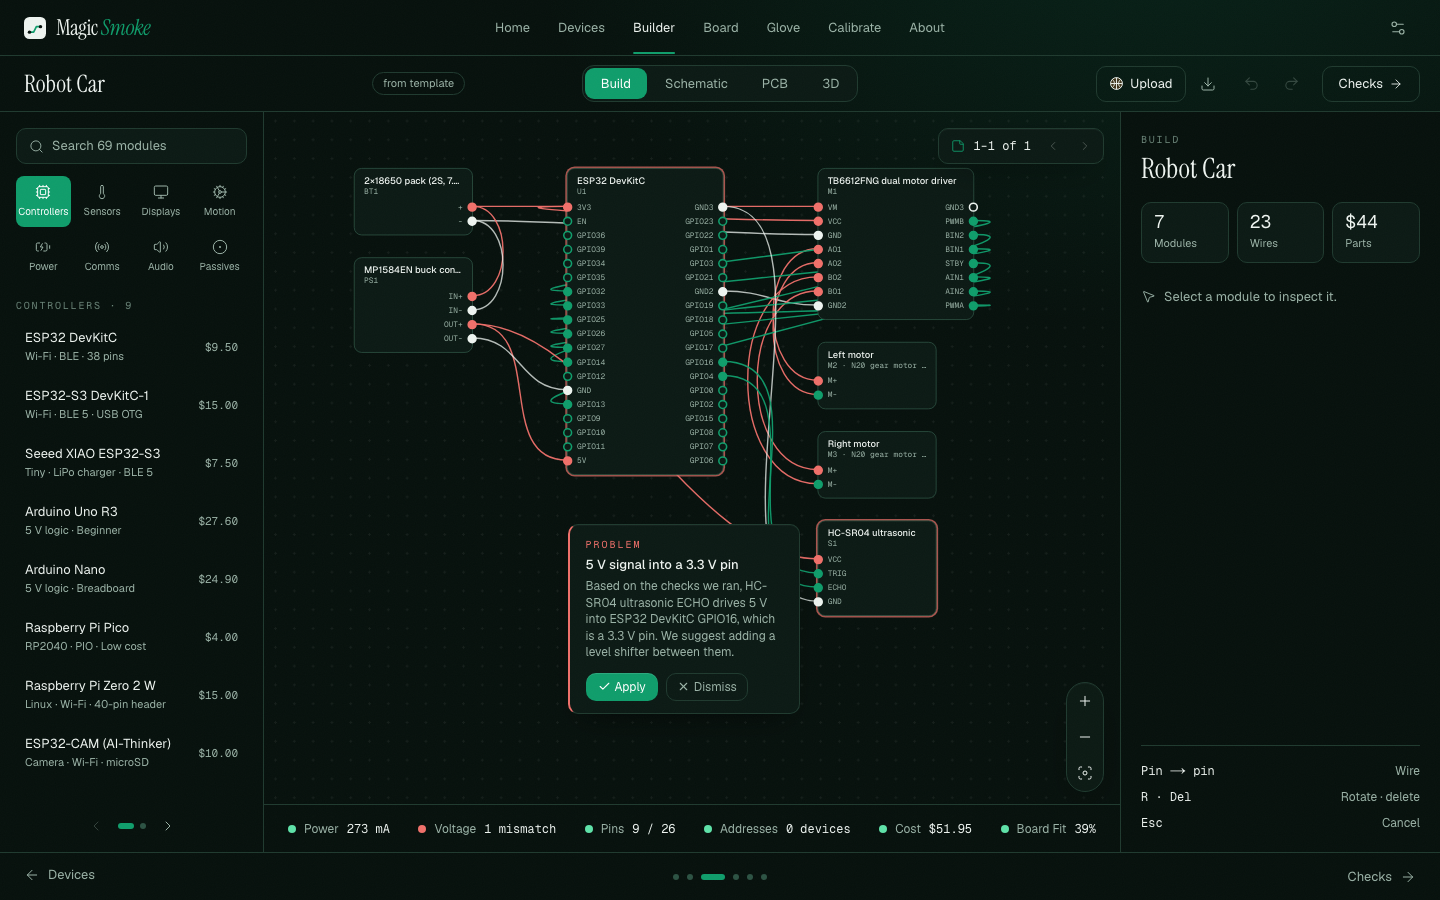 Magic Smoke
Home
Devices
Builder
Board
Glove
Calibrate
About
Robot Car
from template
Build
Schematic
PCB
3D
Upload
Checks
Search 69 modules
Controllers
Sensors
Displays
Motion
Power
Comms
Audio
Passives
CONTROLLERS · 9
ESP32 DevKitC
Wi-Fi · BLE · 38 pins
$9.50
ESP32-S3 DevKitC-1
Wi-Fi · BLE 5 · USB OTG
$15.00
Seeed XIAO ESP32-S3
Tiny · LiPo charger · BLE 5
$7.50
Arduino Uno R3
5 V logic · Beginner
$27.60
Arduino Nano
5 V logic · Breadboard
$24.90
Raspberry Pi Pico
RP2040 · PIO · Low cost
$4.00
Raspberry Pi Zero 2 W
Linux · Wi-Fi · 40-pin header
$15.00
ESP32-CAM (AI-Thinker)
Camera · Wi-Fi · microSD
$10.00
1-1 of 1
2×18650 pack (2S, 7....
BT1
+
-
MP1584EN buck con...
PS1
IN+
IN-
OUT+
OUT-
ESP32 DevKitC
U1
3V3
EN
GPIO36
GPIO39
GPIO34
GPIO35
GPIO32
GPIO33
GPIO25
GPIO26
GPIO27
GPIO14
GPIO12
GND
GPIO13
GPIO9
GPIO10
GPIO11
5V
GND3
GPIO23
GPIO22
GPIO1
GPIO3
GPIO21
GND2
GPIO19
GPIO18
GPIO5
GPIO17
GPIO16
GPIO4
GPIO0
GPIO2
GPIO15
GPIO8
GPIO7
GPIO6
TB6612FNG dual motor driver
M1
VM
VCC
GND
AO1
AO2
BO2
BO1
GND2
GND3
PWMB
BIN2
BIN1
STBY
AIN1
AIN2
PWMA
Left motor
M2 · N20 gear motor …
M+
M-
Right motor
M3 · N20 gear motor …
M+
M-
HC-SR04 ultrasonic
S1
VCC
TRIG
ECHO
GND
PROBLEM
5 V signal into a 3.3 V pin
Based on the checks we ran, HC-
SR04 ultrasonic ECHO drives 5 V
into ESP32 DevKitC GPIO16, which
is a 3.3 V pin. We suggest adding a
level shifter between them.
Apply
Dismiss
BUILD
Robot Car
7
Modules
23
Wires
$44
Parts
Select a module to inspect it.
Pin → pin
Wire
R · Del
Rotate · delete
Esc
Cancel
Power 273 mA
Voltage 1 mismatch
Pins 9 / 26
Addresses 0 devices
Cost $51.95
Board Fit 39%
Devices
Checks